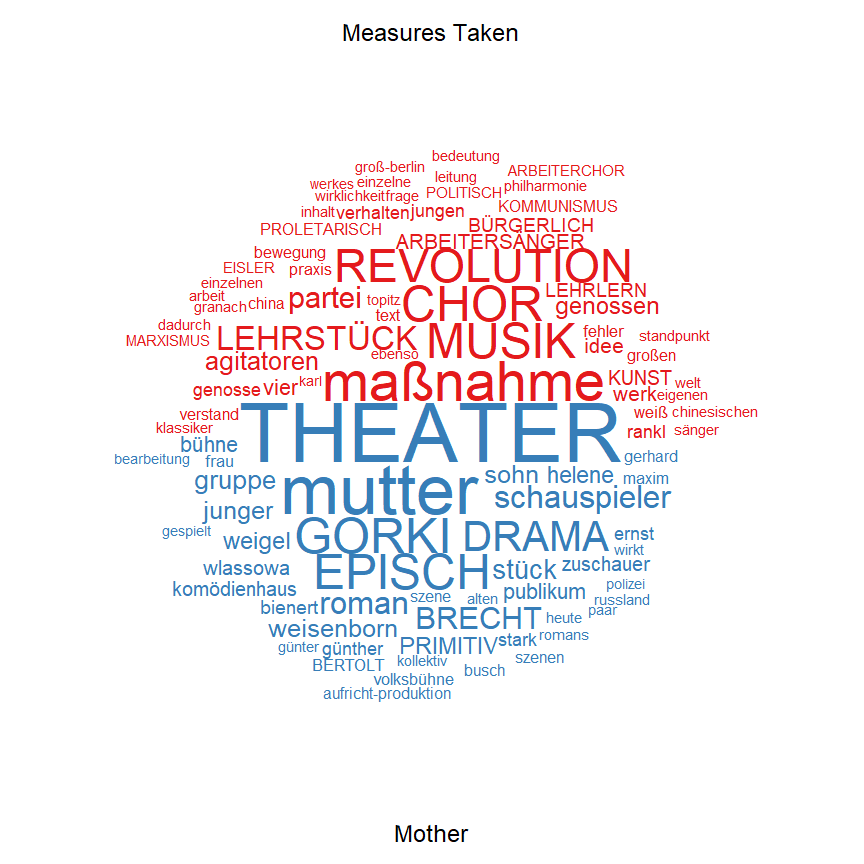 Measures Taken
bedeutung
groß-berlin ARBEITERCHOR
werkes einzelne leitung philharmonie
wirklichkeitfrage POLITISCH
inhalt verhalten jungen KOMMUNISMUS
PROLETARISCH BÜRGERLICH
ARBEITERSÄNGER
bewegung
EISLER praxis REVOLUTION
einzelnen LEHRLERN
arbeit partei topitz CHOR genossen
granach china
text
dadurch LEHRSTÜCK MUSIK fehler standpunkt
MARXISMUS idee
ebenso großen
agitatoren
karl maßnahme KUNST welt
genosse vier werk eigenen
verstand weiß chinesischen
klassiker THEATER rankl sänger
bühne
bearbeitung frau gerhard
gruppe mutter sohn helene maxim
junger schauspieler
gespielt
weigel GORKI DRAMA ernst
wirkt
wlassowa EPISCH stück zuschauer
komödienhaus publikum polizei
szene alten russland
bienert roman paar
weisenborn BRECHT heute
PRIMITIV stark romans
günter günther
BERTOLT kollektiv szenen
volksbühne busch
aufricht-produktion
Mother